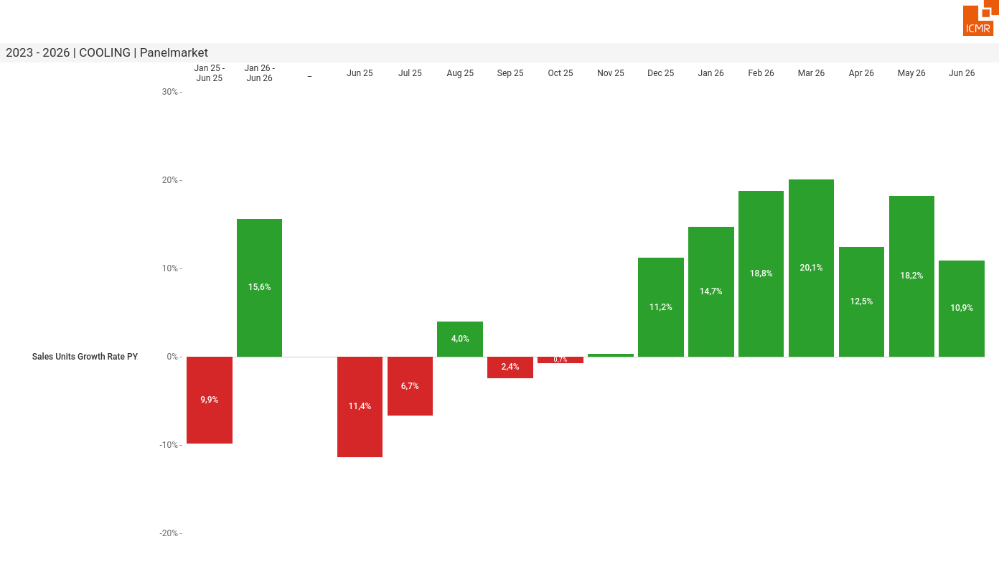 ICMR
2023 - 2026 | COOLING | Panelmarket
Jan 25 -
Jun 25
Jan 26 -
Jun 26
_
Jun 25
Jul 25
Aug 25
Sep 25
Oct 25
Nov 25
Dec 25
Jan 26
Feb 26
Mar 26
Apr 26
May 26
Jun 26
30%
20%
10%
0%
-10%
-20%
Sales Units Growth Rate PY
9,9%
15,6%
11,4%
6,7%
4,0%
2,4%
0,7%
11,2%
14,7%
18,8%
20,1%
12,5%
18,2%
10,9%